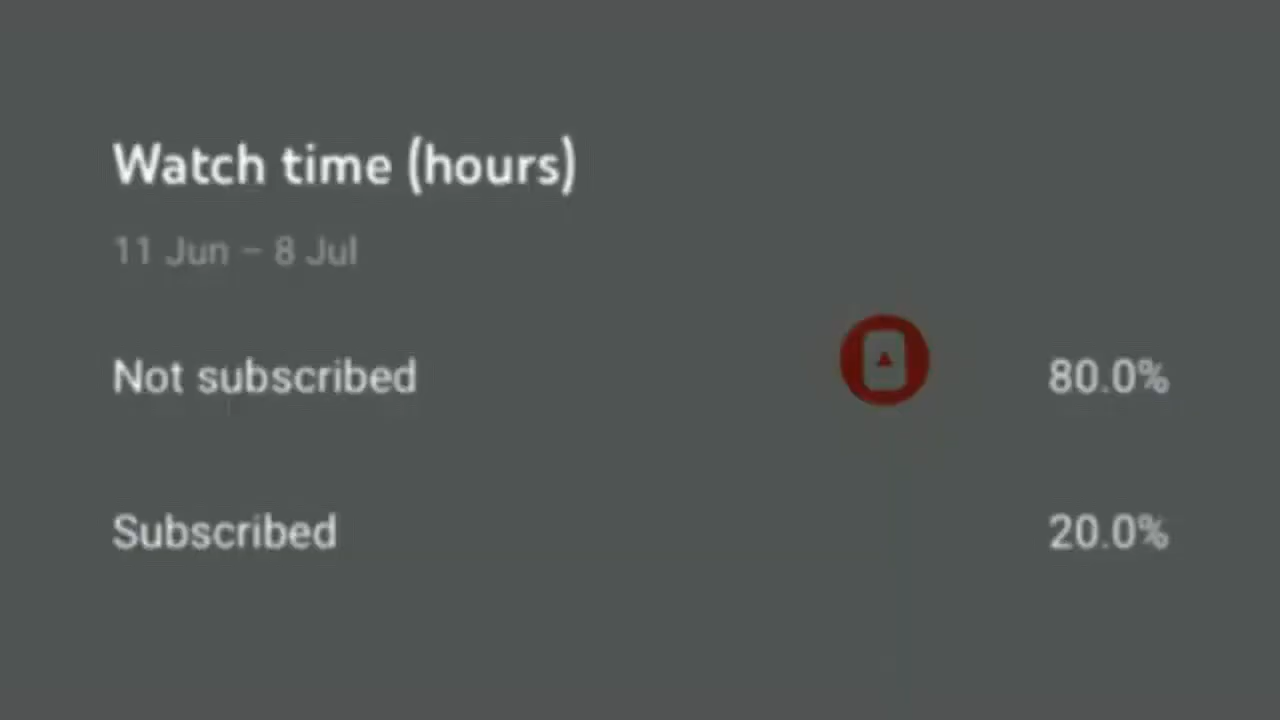 Watch time (hours)
11 Jun – 8 Jul
Not subscribed 80.0%
Subscribed 20.0%